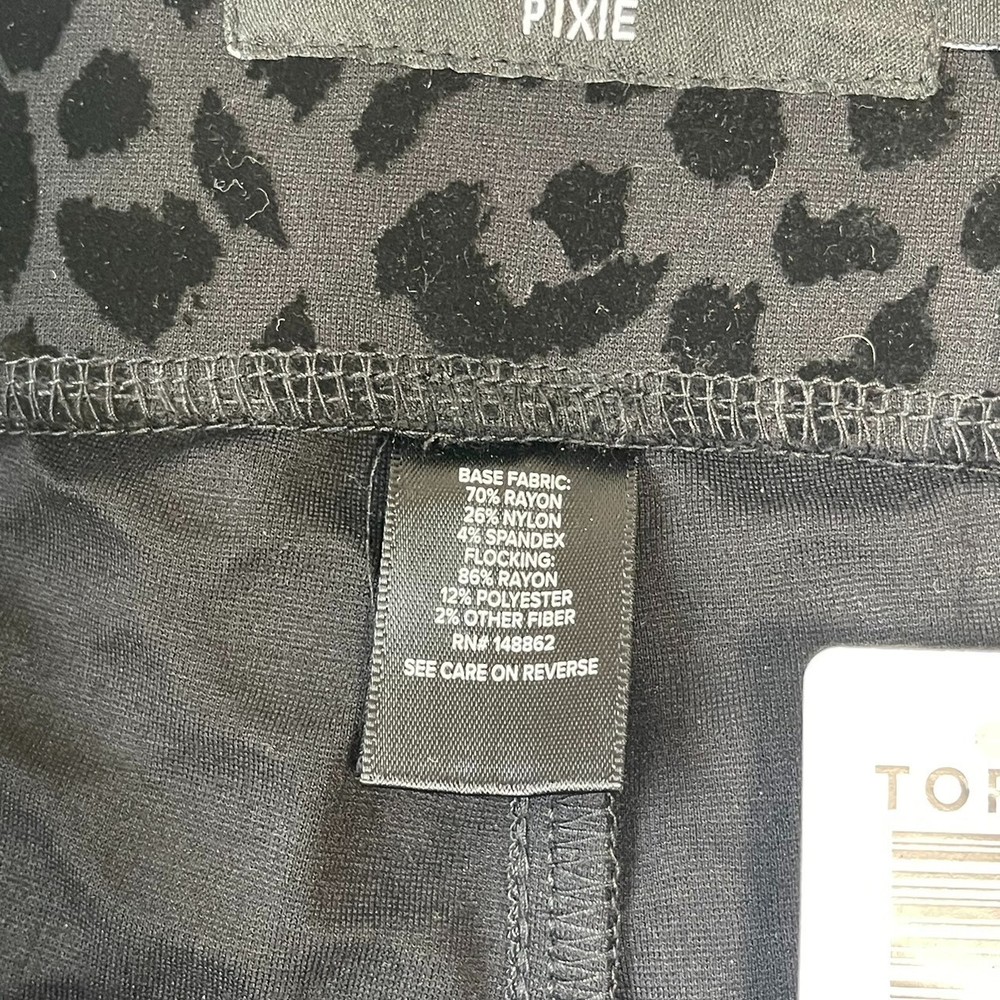 PIXIE
BASE FABRIC:
70% RAYON
26% NYLON
4% SPANDEX
FLOCKING:
86% RAYON
12% POLYESTER
2% OTHER FIBER
RN# 148862
SEE CARE ON REVERSE